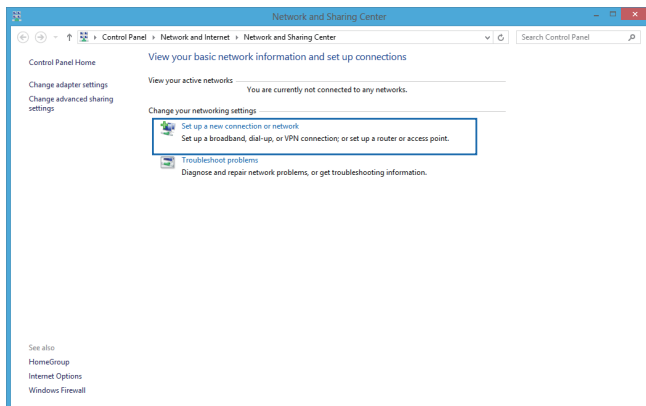 Network and Sharing Center
Control Panel Network and Internet Network and Sharing Center
Search Control Panel
Control Panel Home
Change adapter settings
Change advanced sharing
settings
View your basic network information and set up connections
View your active networks
You are currently not connected to any networks.
Change your networking settings
Set up a new connection or network
Set up a broadband, dial-up, or VPN connection; or set up a router or access point.
Troubleshoot problems
Diagnose and repair network problems, or get troubleshooting information.
See also
HomeGroup
Internet Options
Windows Firewall